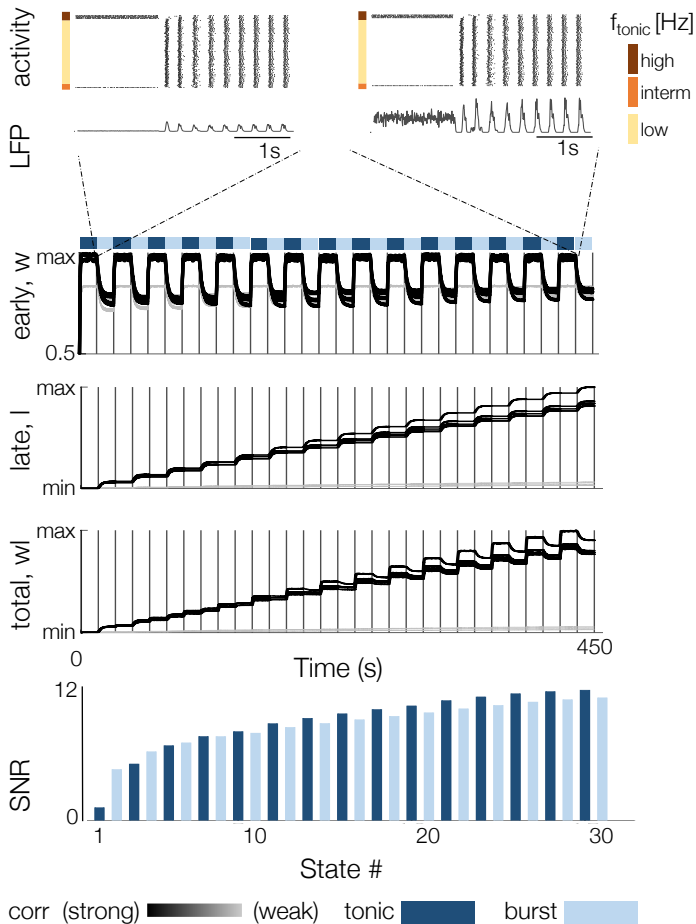 activity
f_tonic [Hz]
high
interm
low
LFP
1s
1s
early, w
max
0.5
late, l
max
min
total, wl
max
min
0
Time (s)
450
SNR
12
0
1
10
20
30
State #
corr (strong) (weak) tonic burst